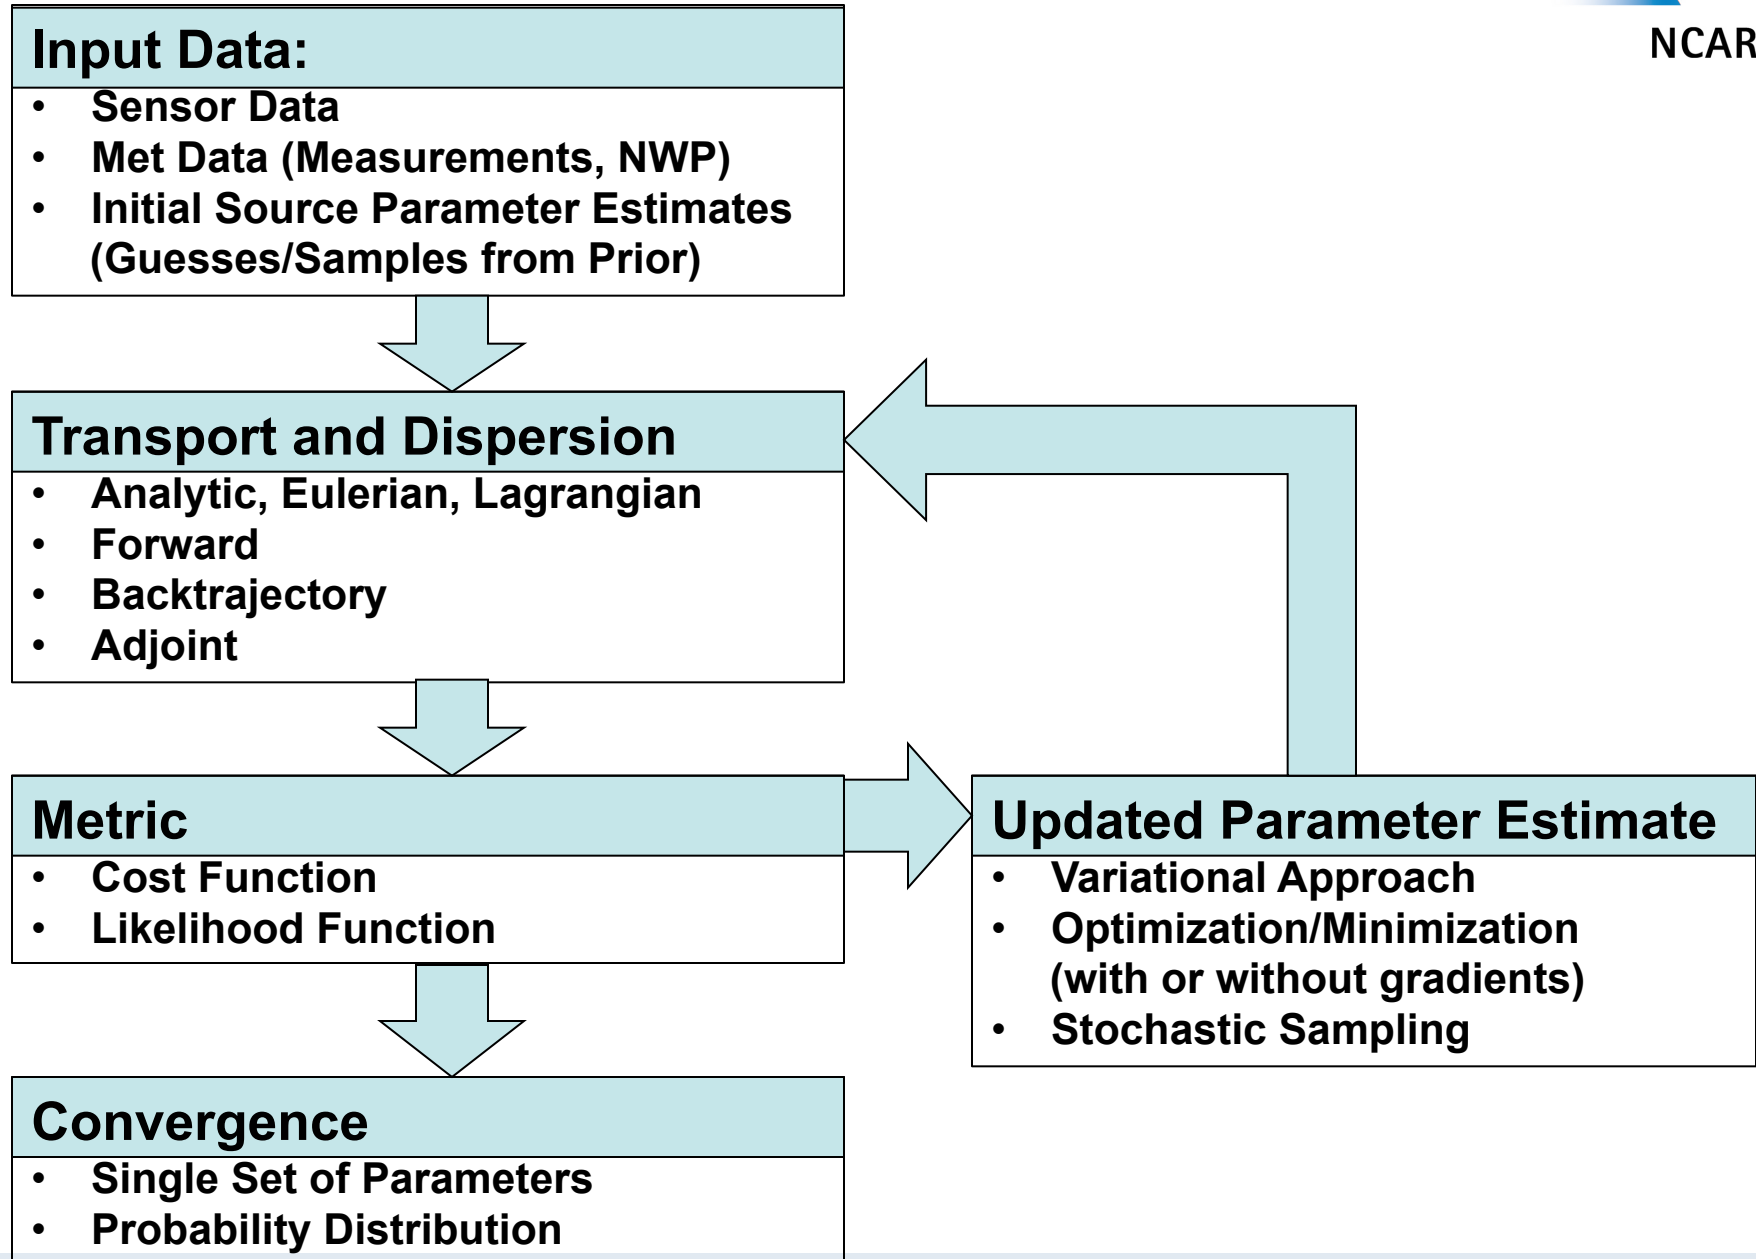 NCAR
Input Data:
• Sensor Data
• Met Data (Measurements, NWP)
• Initial Source Parameter Estimates
(Guesses/Samples from Prior)
Transport and Dispersion
• Analytic, Eulerian, Lagrangian
• Forward
• Backtrajectory
• Adjoint
Metric
• Cost Function
• Likelihood Function
Updated Parameter Estimate
• Variational Approach
• Optimization/Minimization
(with or without gradients)
• Stochastic Sampling
Convergence
• Single Set of Parameters
• Probability Distribution